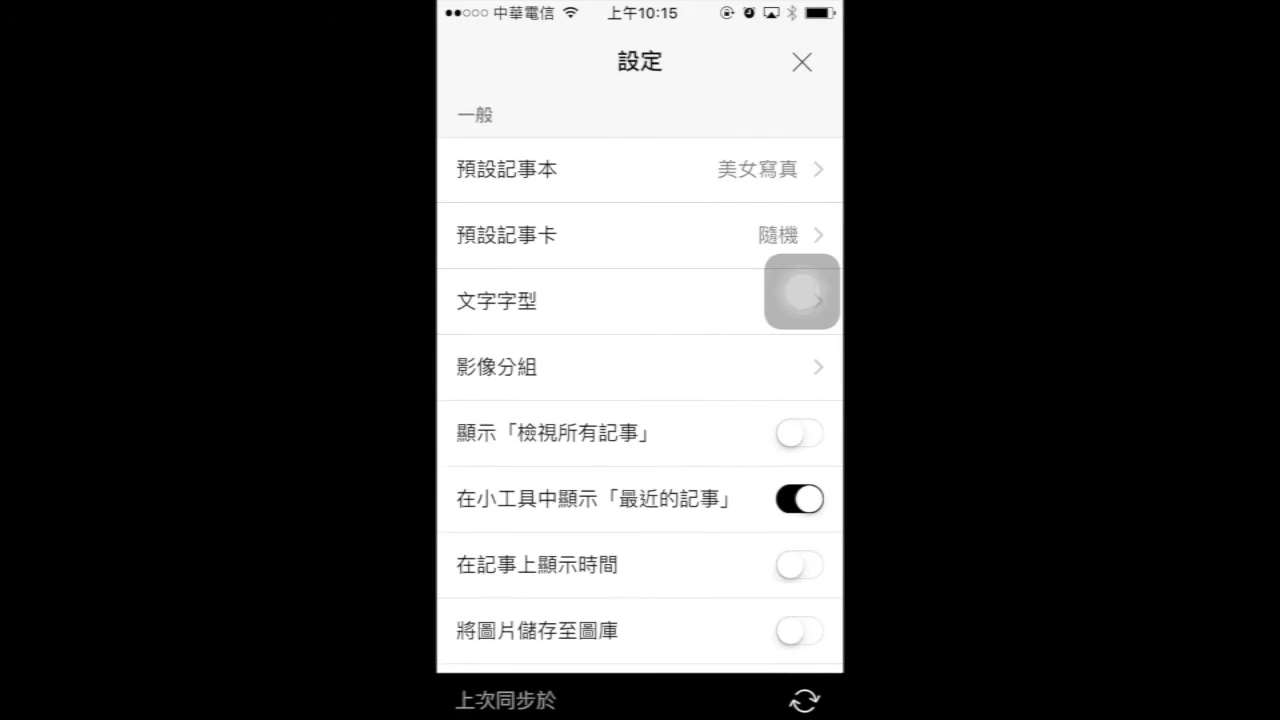 中華電信 上午10:15
設定
一般
預設記事本 美女寫真
預設記事卡 隨機
文字字型
影像分組
顯示「檢視所有記事」
在小工具中顯示「最近的記事」
在記事上顯示時間
將圖片儲存至圖庫
上次同步於